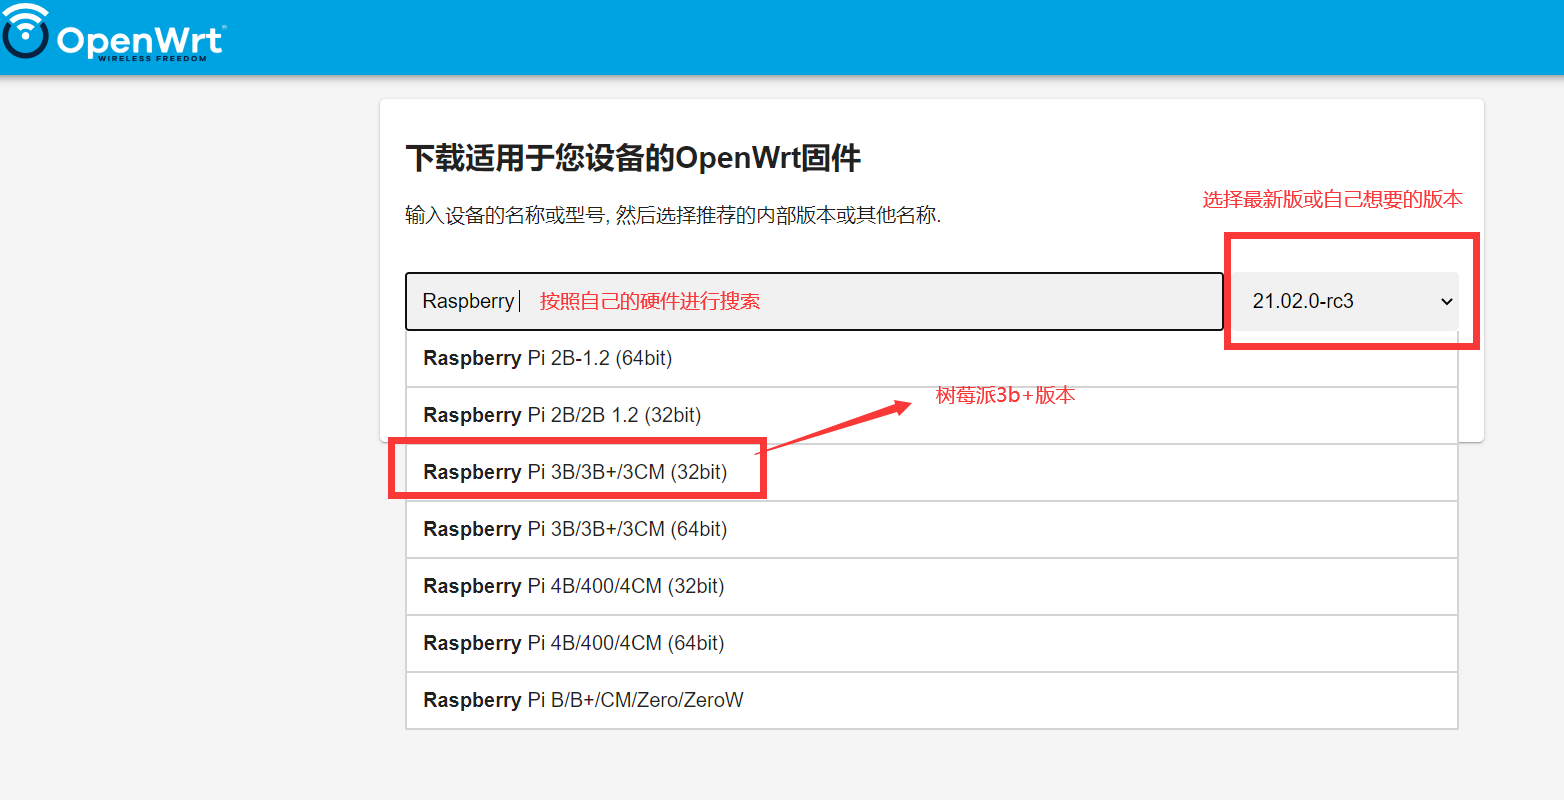 OpenWrt
WIRELESS FREEDOM
下载适用于您设备的OpenWrt固件
选择最新版或自己想要的版本
输入设备的名称或型号, 然后选择推荐的内部版本或其他名称.
Raspberry 按照自己的硬件进行搜索 21.02.0-rc3
Raspberry Pi 2B-1.2 (64bit)
树莓派3b+版本
Raspberry Pi 2B/2B 1.2 (32bit)
Raspberry Pi 3B/3B+/3CM (32bit)
Raspberry Pi 3B/3B+/3CM (64bit)
Raspberry Pi 4B/400/4CM (32bit)
Raspberry Pi 4B/400/4CM (64bit)
Raspberry Pi B/B+/CM/Zero/ZeroW